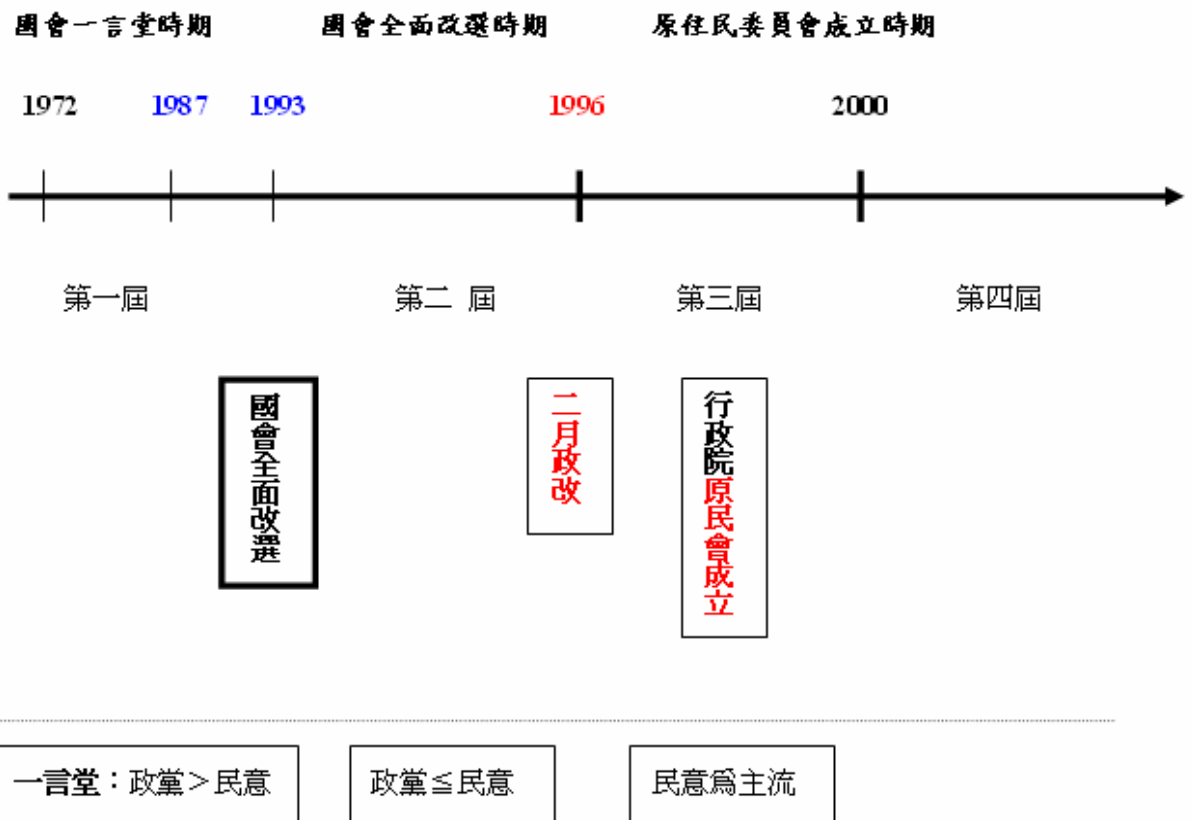 國會一言堂時期 國會全面改選時期 原住民委員會成立時期
1972 1987 1993 1996 2000
第一屆 第二 屆 第三屆 第四屆
國會全面改選
二月政改
行政院原民會成立
一言堂：政黨＞民意 政黨≦民意 民意為主流